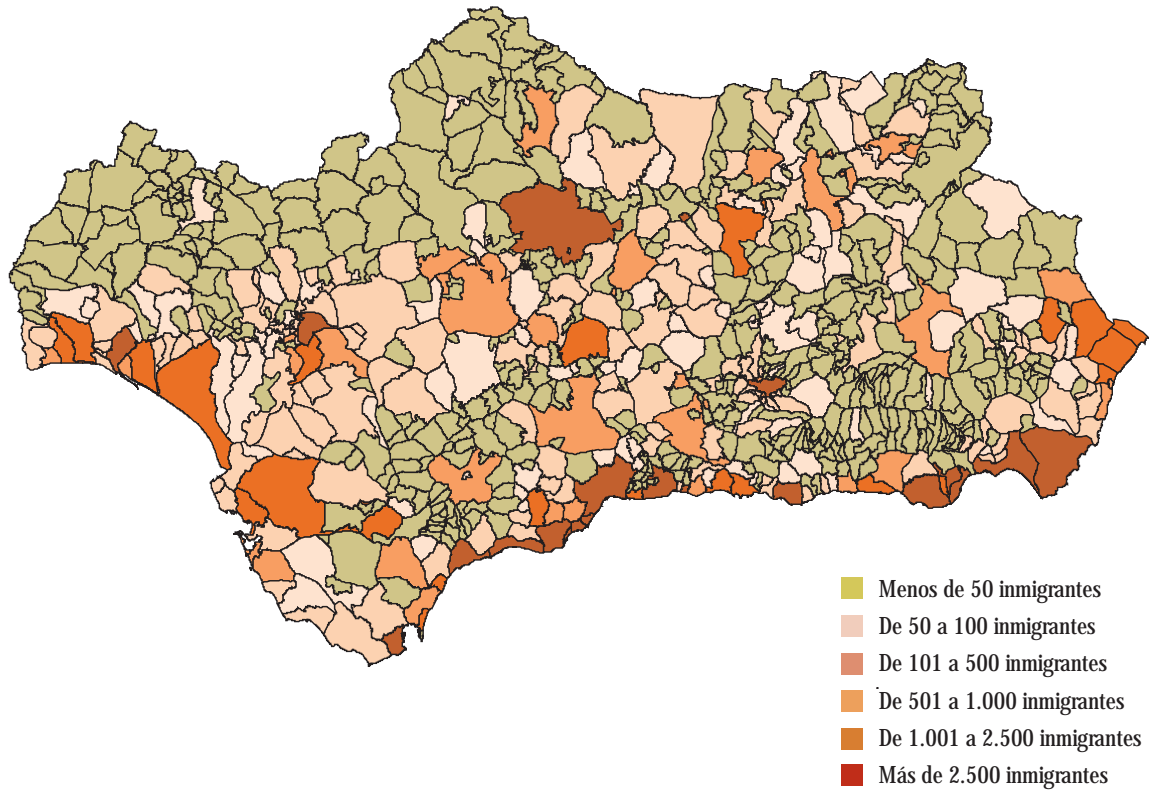 Menos de 50 inmigrantes
De 50 a 100 inmigrantes
De 101 a 500 inmigrantes
De 501 a 1.000 inmigrantes
De 1.001 a 2.500 inmigrantes
Más de 2.500 inmigrantes